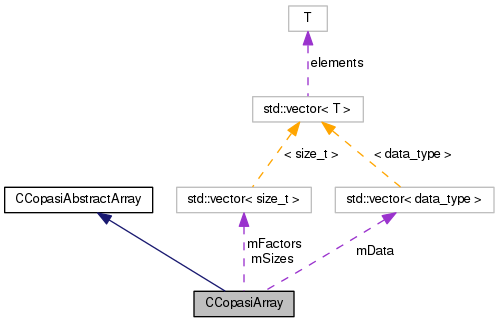 T
elements
std::vector< T >
< size_t >
< data_type >
CCopasiAbstractArray
std::vector< size_t >
std::vector< data_type >
mFactors
mSizes
mData
CCopasiArray